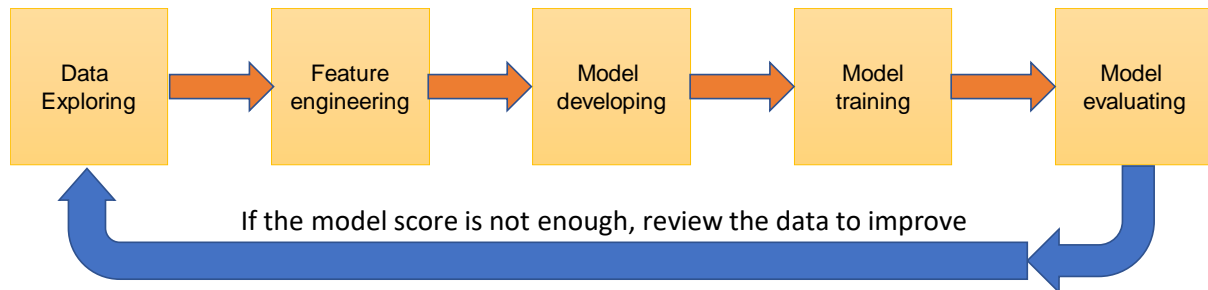 Data
Exploring
Feature
engineering
Model
developing
Model
training
Model
evaluating
If the model score is not enough, review the data to improve